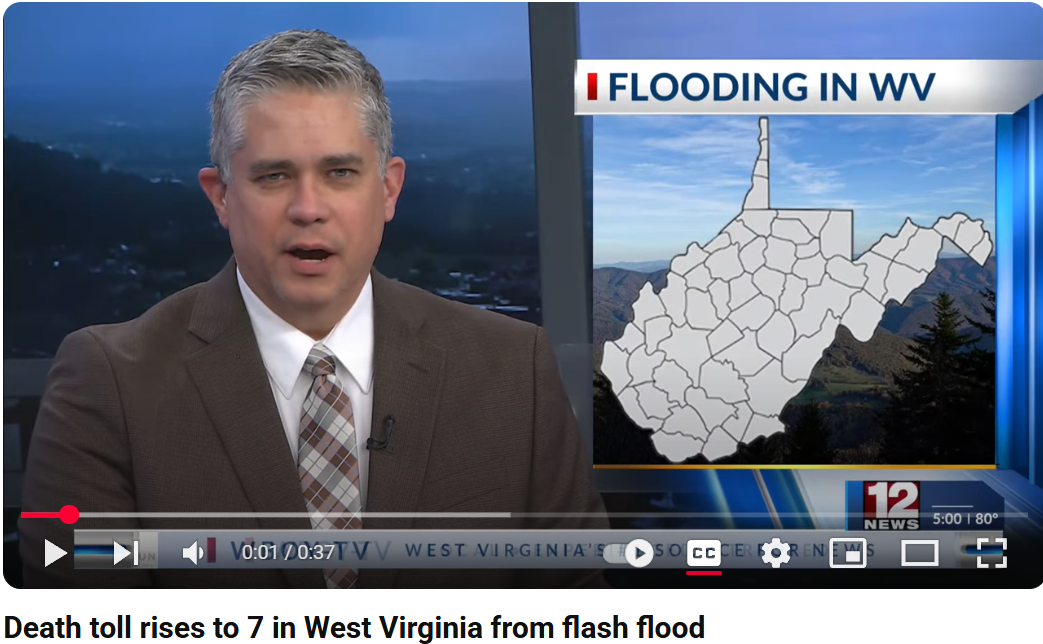 FLOODING IN WV
12
NEWS
5:00 | 80°
0:01 / 0:37
CC
WEST VIRGINIA'S
Death toll rises to 7 in West Virginia from flash flood